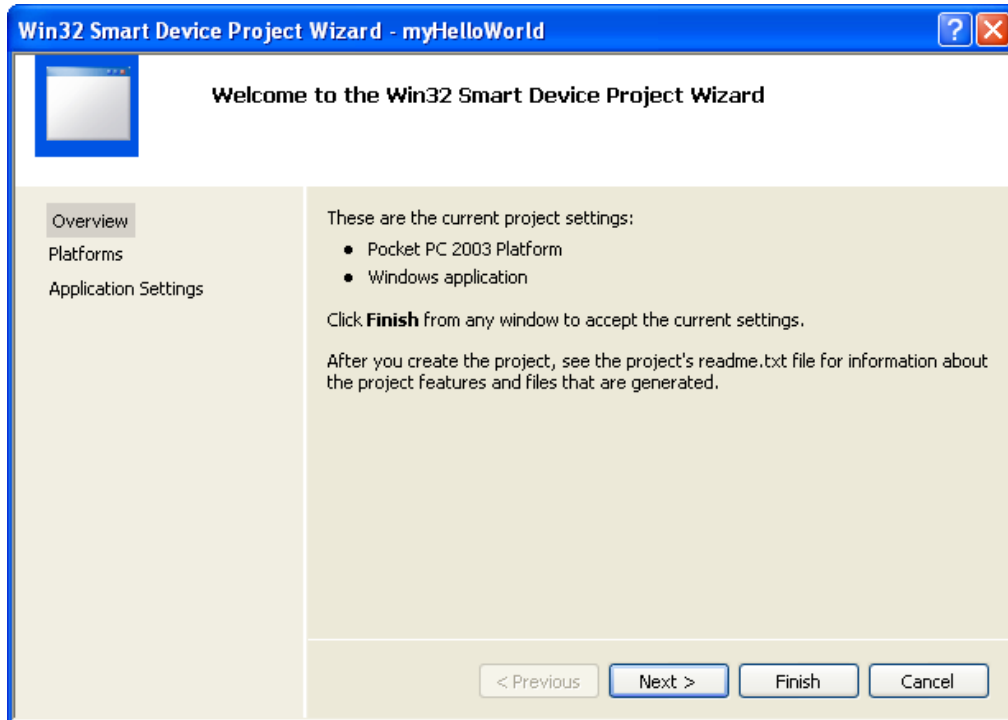 Win32 Smart Device Project Wizard - myHelloWorld
Welcome to the Win32 Smart Device Project Wizard
Overview
Platforms
Application Settings
These are the current project settings:
● Pocket PC 2003 Platform
● Windows application
Click Finish from any window to accept the current settings.
After you create the project, see the project's readme.txt file for information about
the project features and files that are generated.
< Previous
Next >
Finish
Cancel